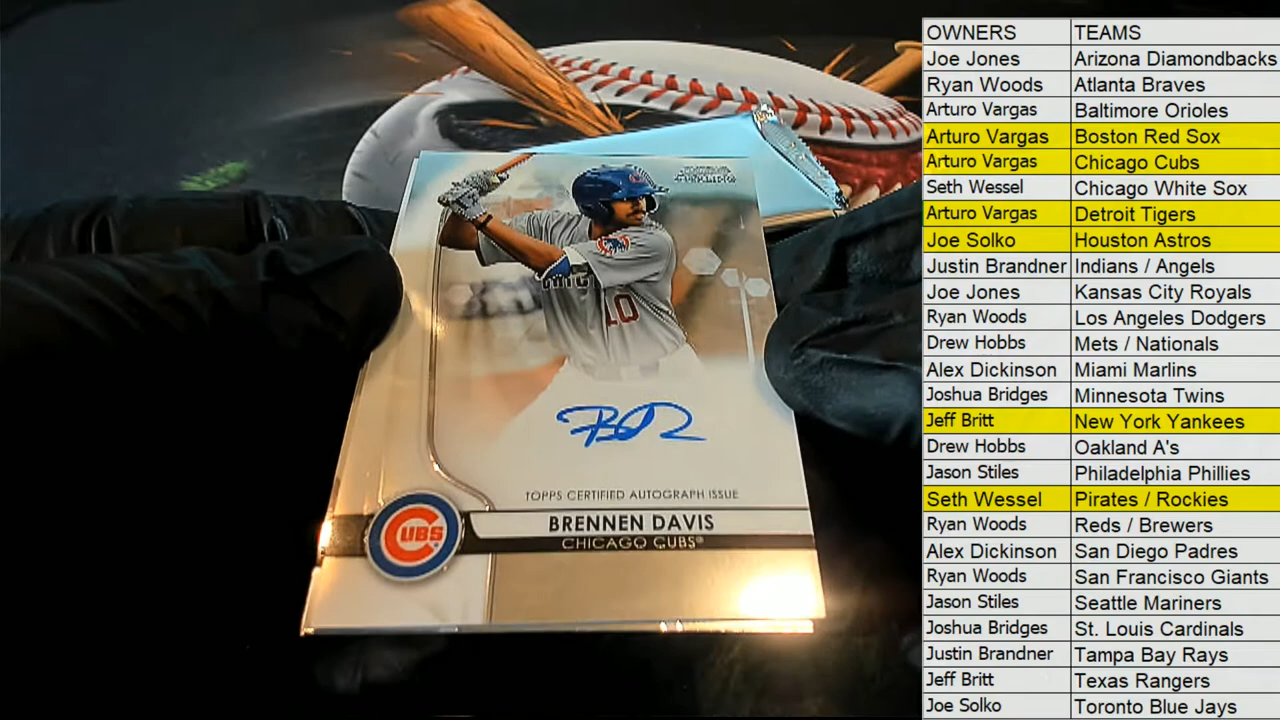 10
TOPPS CERTIFIED AUTOGRAPH ISSUE
BRENNEN DAVIS
CHICAGO CUBS®
CUBS
OWNERS TEAMS
Joe Jones Arizona Diamondbacks
Ryan Woods Atlanta Braves
Arturo Vargas Baltimore Orioles
Arturo Vargas Boston Red Sox
Arturo Vargas Chicago Cubs
Seth Wessel Chicago White Sox
Arturo Vargas Detroit Tigers
Joe Solko Houston Astros
Justin Brandner Indians / Angels
Joe Jones Kansas City Royals
Ryan Woods Los Angeles Dodgers
Drew Hobbs Mets / Nationals
Alex Dickinson Miami Marlins
Joshua Bridges Minnesota Twins
Jeff Britt New York Yankees
Drew Hobbs Oakland A's
Jason Stiles Philadelphia Phillies
Seth Wessel Pirates / Rockies
Ryan Woods Reds / Brewers
Alex Dickinson San Diego Padres
Ryan Woods San Francisco Giants
Jason Stiles Seattle Mariners
Joshua Bridges St. Louis Cardinals
Justin Brandner Tampa Bay Rays
Jeff Britt Texas Rangers
Joe Solko Toronto Blue Jays